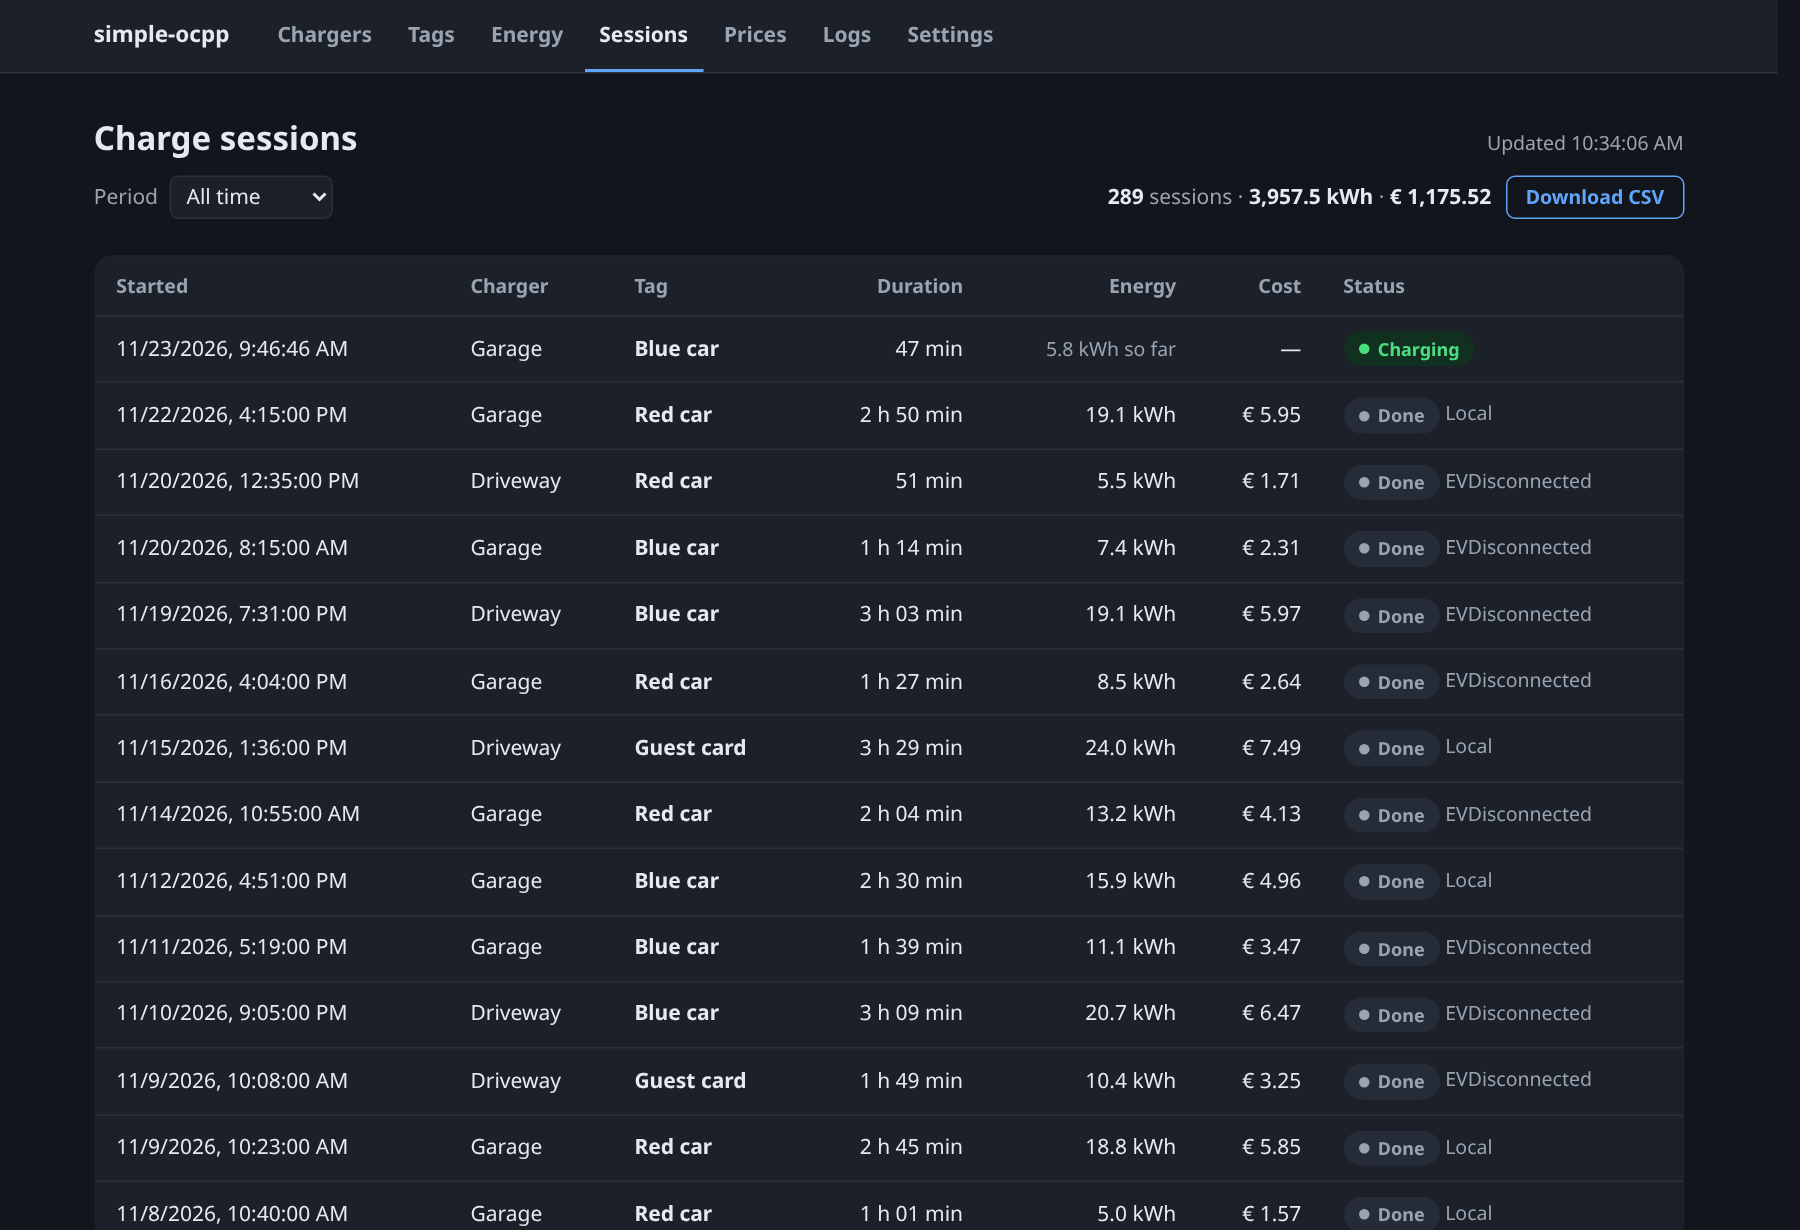 simple-ocpp Chargers Tags Energy Sessions Prices Logs Settings
Charge sessions
Updated 10:34:06 AM
Period All time 289 sessions · 3,957.5 kWh · € 1,175.52 Download CSV
Started Charger Tag Duration Energy Cost Status
11/23/2026, 9:46:46 AM Garage Blue car 47 min 5.8 kWh so far — Charging
11/22/2026, 4:15:00 PM Garage Red car 2 h 50 min 19.1 kWh € 5.95 Done Local
11/20/2026, 12:35:00 PM Driveway Red car 51 min 5.5 kWh € 1.71 Done EVDisconnected
11/20/2026, 8:15:00 AM Garage Blue car 1 h 14 min 7.4 kWh € 2.31 Done EVDisconnected
11/19/2026, 7:31:00 PM Driveway Blue car 3 h 03 min 19.1 kWh € 5.97 Done EVDisconnected
11/16/2026, 4:04:00 PM Garage Red car 1 h 27 min 8.5 kWh € 2.64 Done EVDisconnected
11/15/2026, 1:36:00 PM Driveway Guest card 3 h 29 min 24.0 kWh € 7.49 Done Local
11/14/2026, 10:55:00 AM Garage Red car 2 h 04 min 13.2 kWh € 4.13 Done EVDisconnected
11/12/2026, 4:51:00 PM Garage Blue car 2 h 30 min 15.9 kWh € 4.96 Done Local
11/11/2026, 5:19:00 PM Garage Blue car 1 h 39 min 11.1 kWh € 3.47 Done EVDisconnected
11/10/2026, 9:05:00 PM Driveway Blue car 3 h 09 min 20.7 kWh € 6.47 Done EVDisconnected
11/9/2026, 10:08:00 AM Driveway Guest card 1 h 49 min 10.4 kWh € 3.25 Done EVDisconnected
11/9/2026, 10:23:00 AM Garage Red car 2 h 45 min 18.8 kWh € 5.85 Done Local
11/8/2026, 10:40:00 AM Garage Red car 1 h 01 min 5.0 kWh € 1.57 Done Local